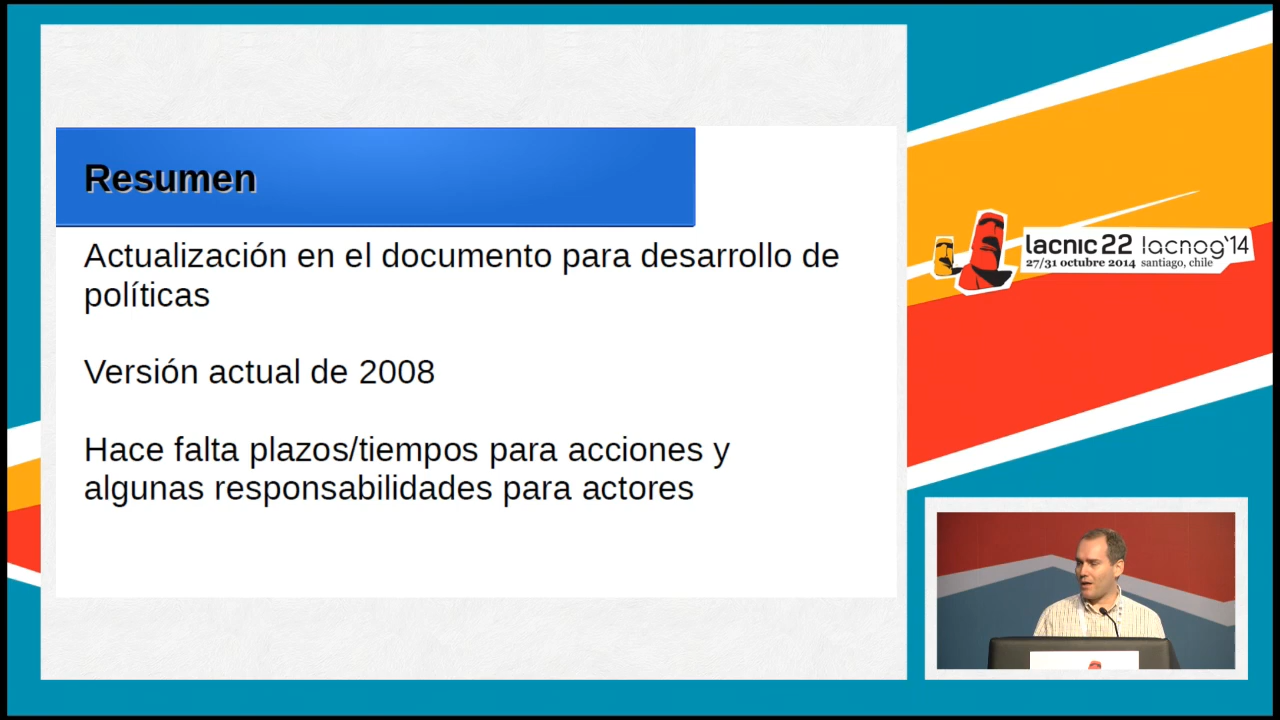 Resumen
Actualización en el documento para desarrollo de
políticas
Versión actual de 2008
Hace falta plazos/tiempos para acciones y
algunas responsabilidades para actores
lacnic 22 lacnog'14
27/31 octubre 2014 santiago, chile